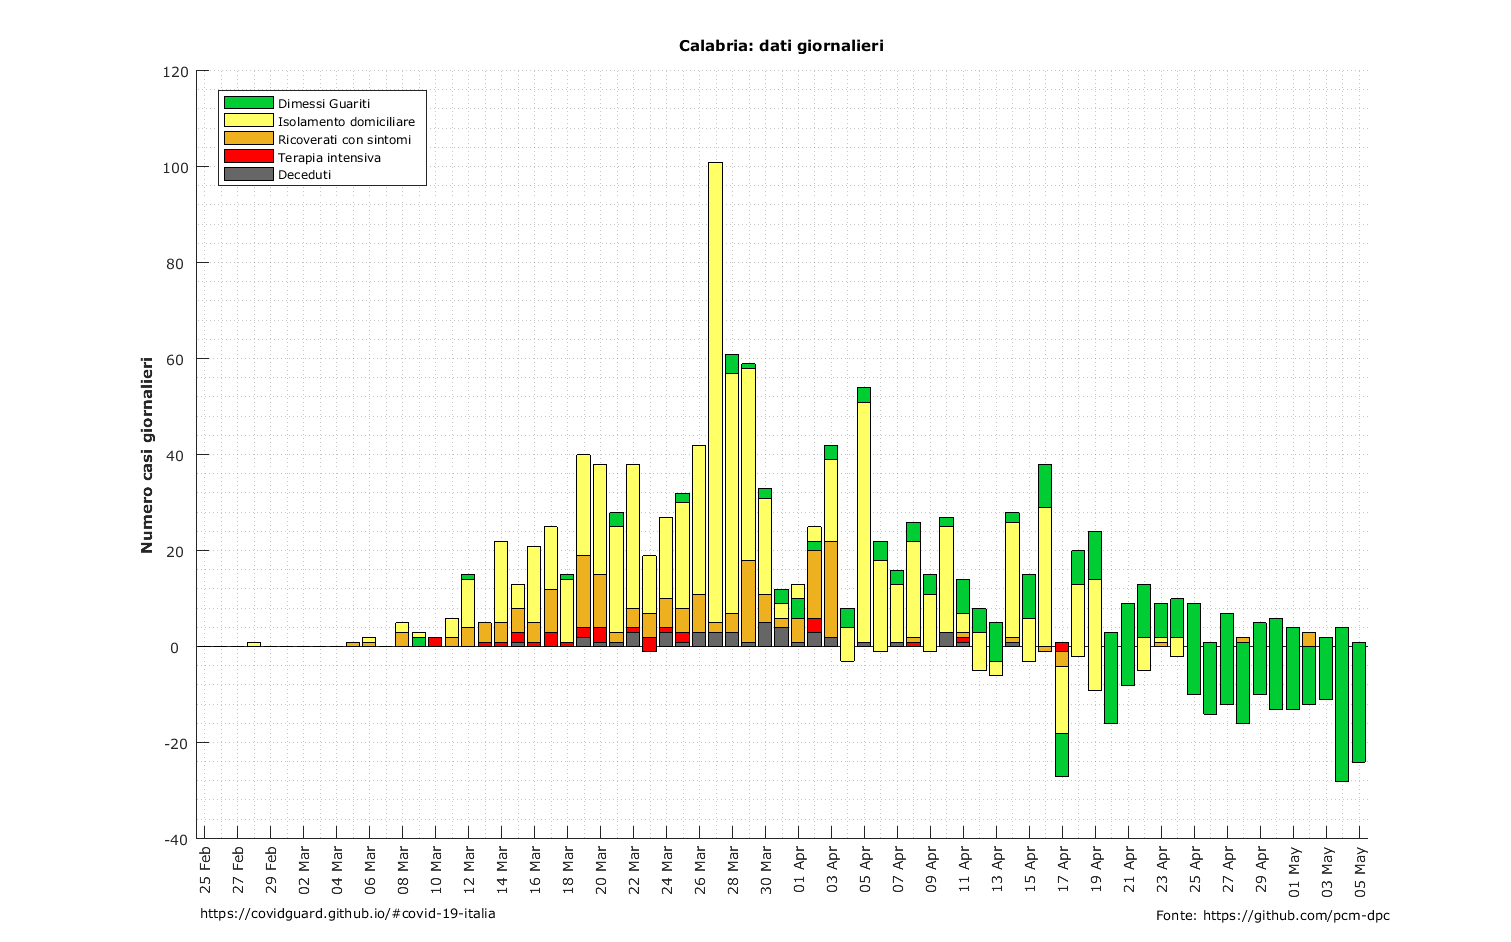 Calabria: dati giornalieri
120
100
80
60
40
20
0
-20
-40
Numero casi giornalieri
Dimessi Guariti
Isolamento domiciliare
Ricoverati con sintomi
Terapia intensiva
Deceduti
25 Feb
27 Feb
29 Feb
02 Mar
04 Mar
06 Mar
08 Mar
10 Mar
12 Mar
14 Mar
16 Mar
18 Mar
20 Mar
22 Mar
24 Mar
26 Mar
28 Mar
30 Mar
01 Apr
03 Apr
05 Apr
07 Apr
09 Apr
11 Apr
13 Apr
15 Apr
17 Apr
19 Apr
21 Apr
23 Apr
25 Apr
27 Apr
29 Apr
01 May
03 May
05 May
https://covidguard.github.io/#covid-19-italia
Fonte: https://github.com/pcm-dpc